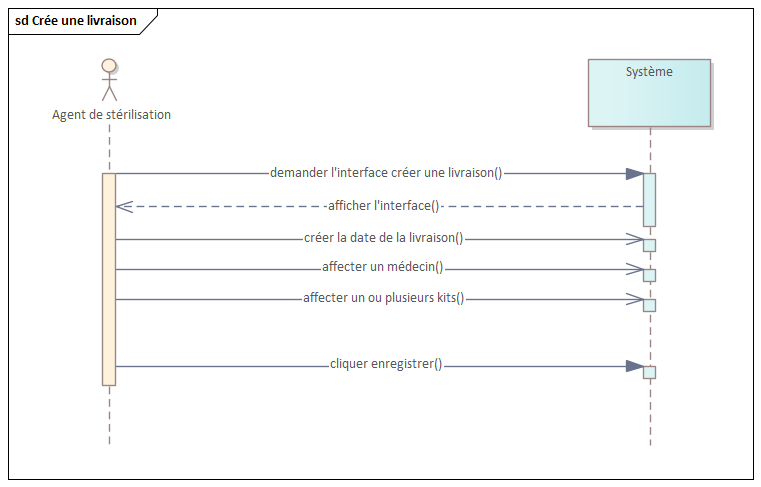 sd Crée une livraison
Système
Agent de stérilisation
demander l'interface créer une livraison()
afficher l'interface()
créer la date de la livraison()
affecter un médecin()
affecter un ou plusieurs kits()
cliquer enregistrer()